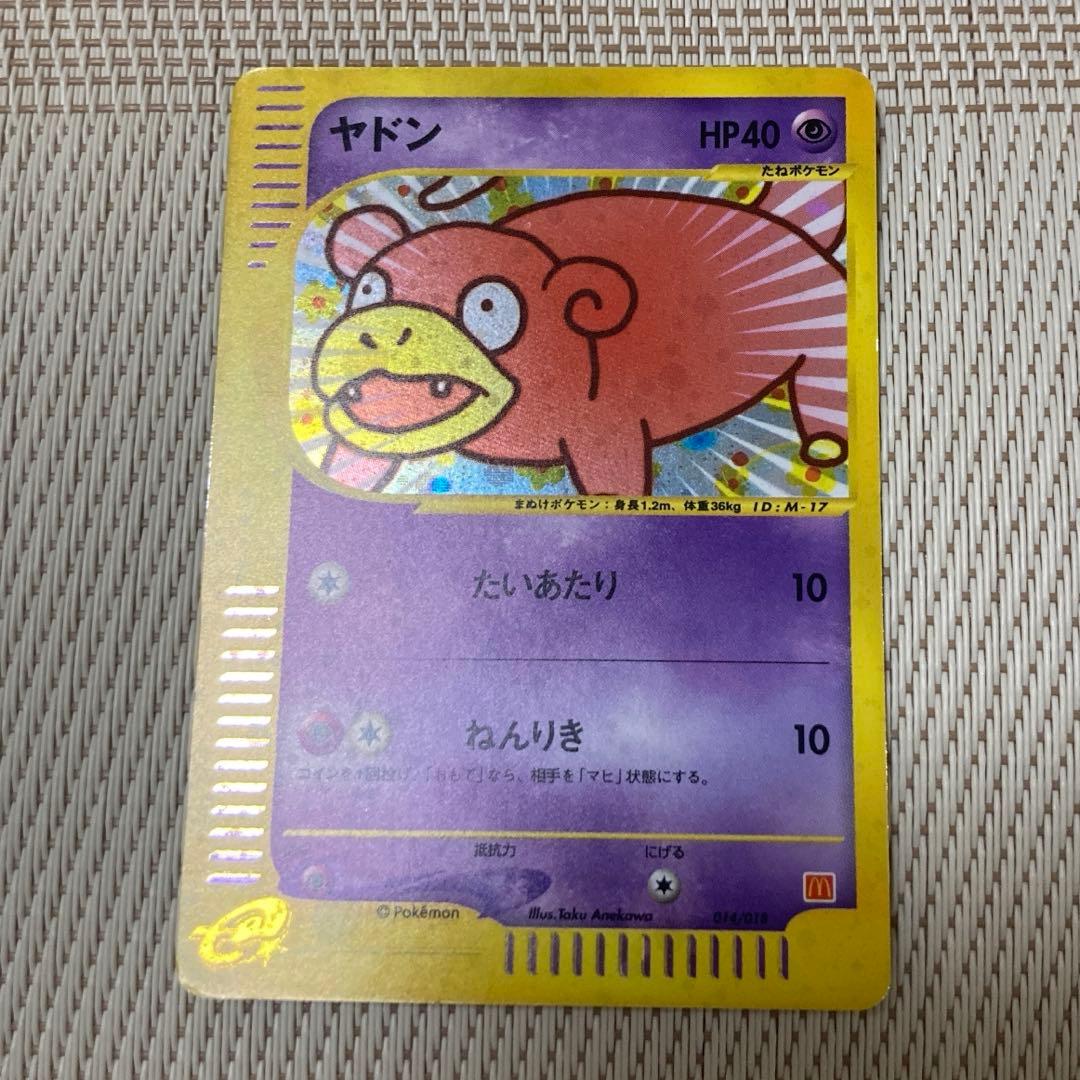 ヤドン HP40
たねポケモン
まぬけポケモン：身長1.2m、体重36kg ID:M-17
たいあたり 10
ねんりき 10
コインを1回投げ、「おもて」なら、相手を「マヒ」状態にする。
抵抗力 にげる
©Pokémon Illus.Taku Anekawa 014/018